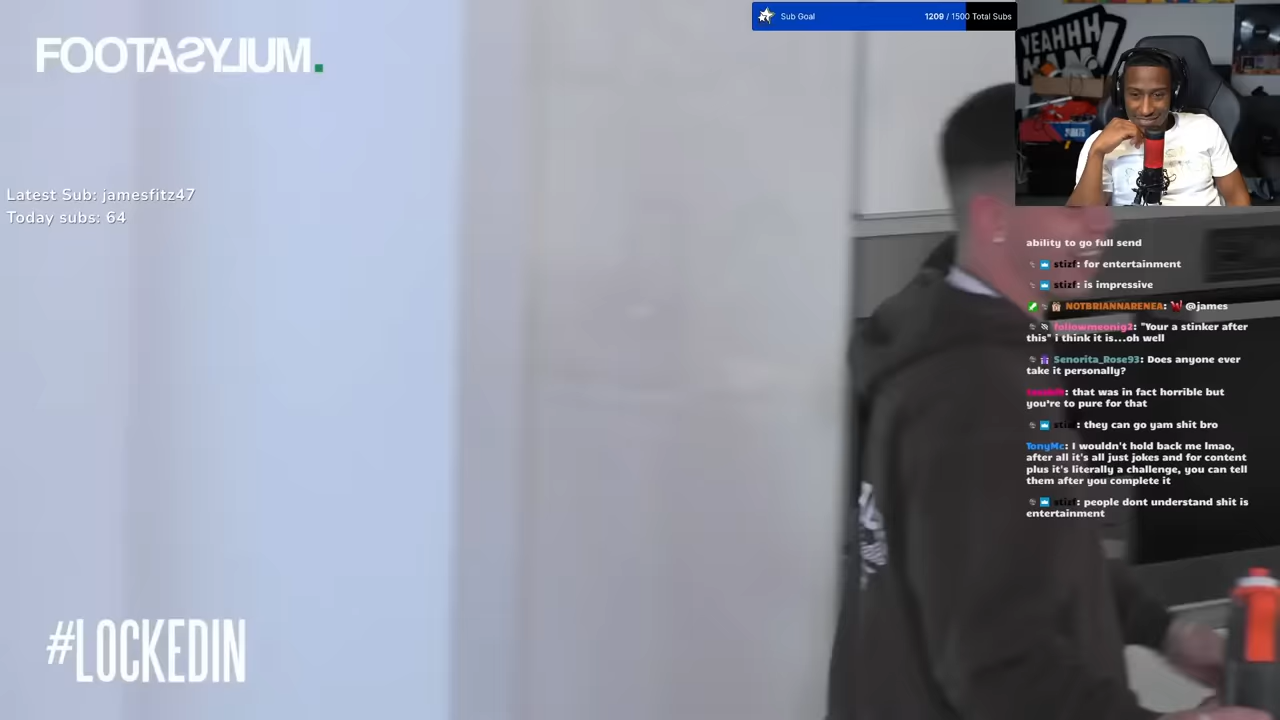 Sub Goal
1209 / 1500 Total Subs
FOOTASYLUM.
YEAHHH
Latest Sub: jamesfitz47
Today subs: 64
ability to go full send
stizf: for entertainment
stizf: is impressive
NOTBRIANNARENEA: @james
followmeonig2: "Your a stinker after
this" i think it is...oh well
Senorita_Rose93: Does anyone ever
take it personally?
: that was in fact horrible but
you're to pure for that
stizf: they can go yam shit bro
TonyMc: I wouldn't hold back me lmao,
after all it's all just jokes and for content
plus it's literally a challenge, you can tell
them after you complete it
stizf: people dont understand shit is
entertainment
#LOCKEDIN